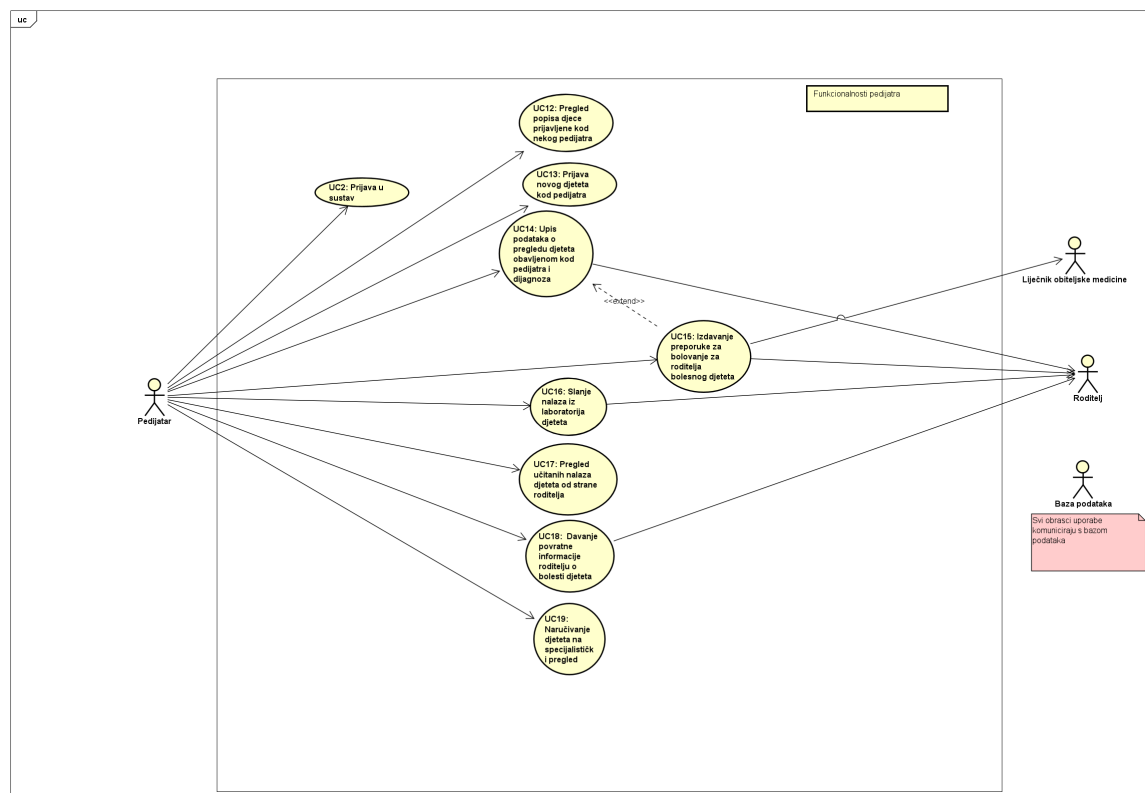 uc
Funkcionalnosti pedijatra
UC12: Pregled
popisa djece
prijavljene kod
nekog pedijatra
UC2: Prijava u
sustav
UC13: Prijava
novog djeteta
kod pedijatra
UC14: Upis
podataka o
pregledu djeteta
obavljenom kod
pedijatra i
dijagnoza
Liječnik obiteljske medicine
<<extend>>
UC15: Izdavanje
preporuke za
bolovanje za
roditelja
bolesnog djeteta
Pedijatar
Roditelj
UC16: Slanje
nalaza iz
laboratorija
djeteta
UC17: Pregled
učitanih nalaza
djeteta od strane
roditelja
Baza podataka
Svi obrasci uporabe
komuniciraju s bazom
podataka
UC18: Davanje
povratne
informacije
roditelju o
bolesti djeteta
UC19:
Naručivanje
djeteta na
specijalističk
i pregled